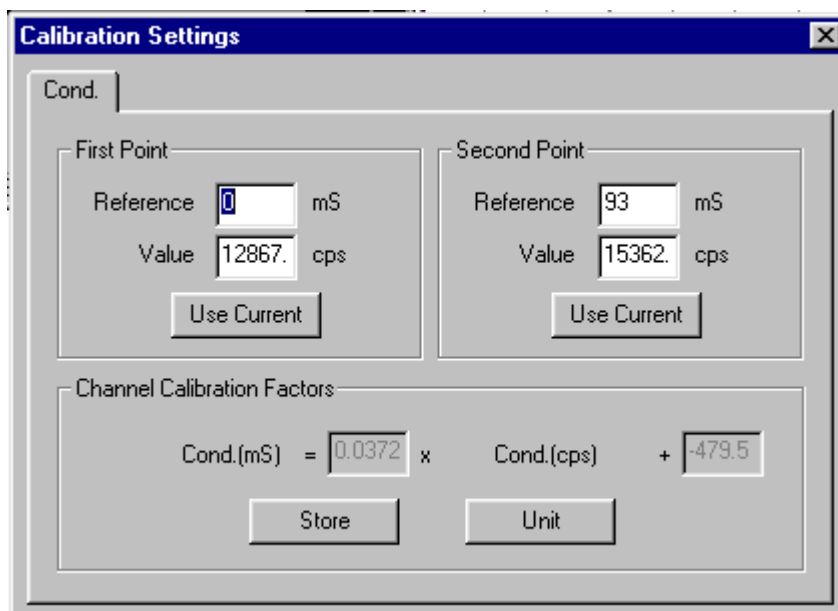 Calibration Settings
Cond.
First Point
Reference 0 mS
Value 12867. cps
Use Current
Second Point
Reference 93 mS
Value 15362. cps
Use Current
Channel Calibration Factors
Cond.(mS) = 0.0372 x Cond.(cps) + -479.5
Store Unit